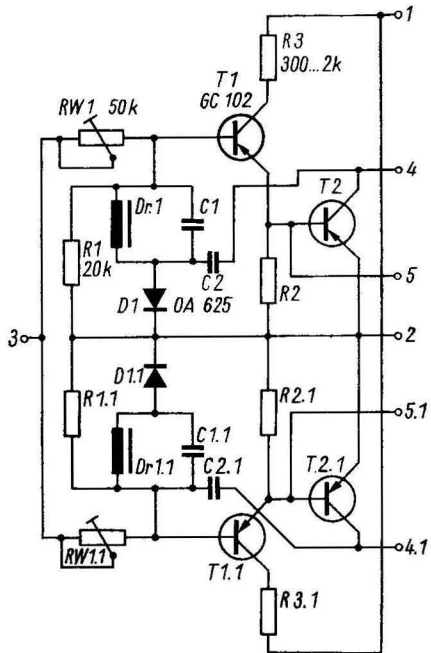 1
R3
300...2k
T1
GC 102
RW1 50k
T2
4
Dr.1
C1
R1
20k
C2
5
D1 OA 625
R2
3
2
D1.1
R1.1
R2.1
5.1
C1.1
Dr1.1
C2.1
T2.1
RW1.1
T1.1
4.1
R3.1